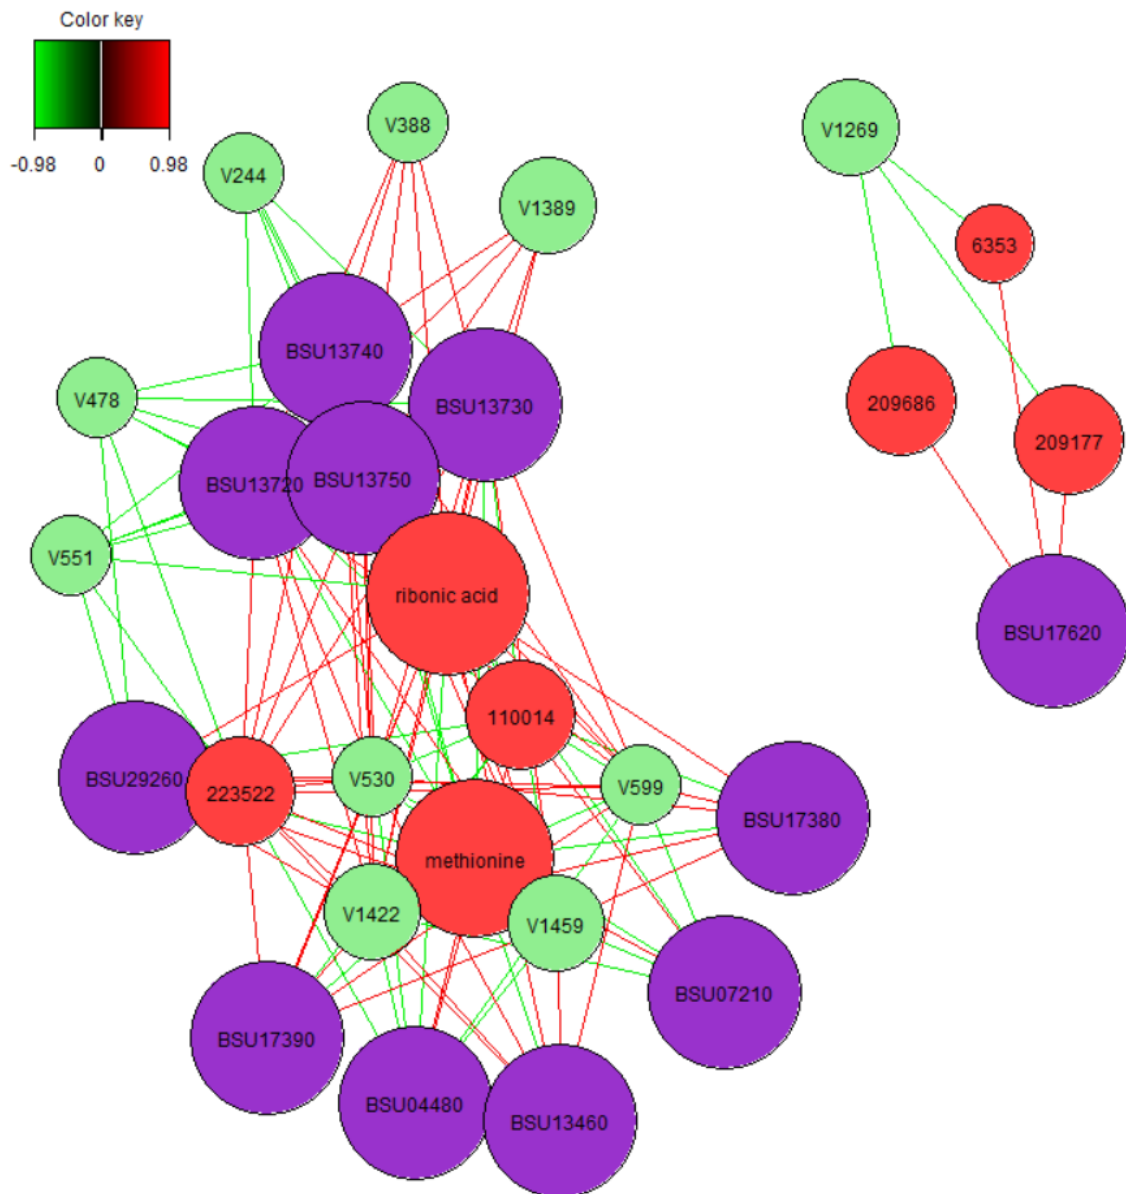 Color key
-0.98 0 0.98
V388
V244
V1269
V1389
6353
BSU13740
V478
BSU13730
209686
209177
BSU13720
BSU13750
V551
ribonic acid
BSU17620
110014
BSU29260
223522
V530
V599
BSU17380
methionine
V1422
V1459
BSU07210
BSU17390
BSU04480
BSU13460